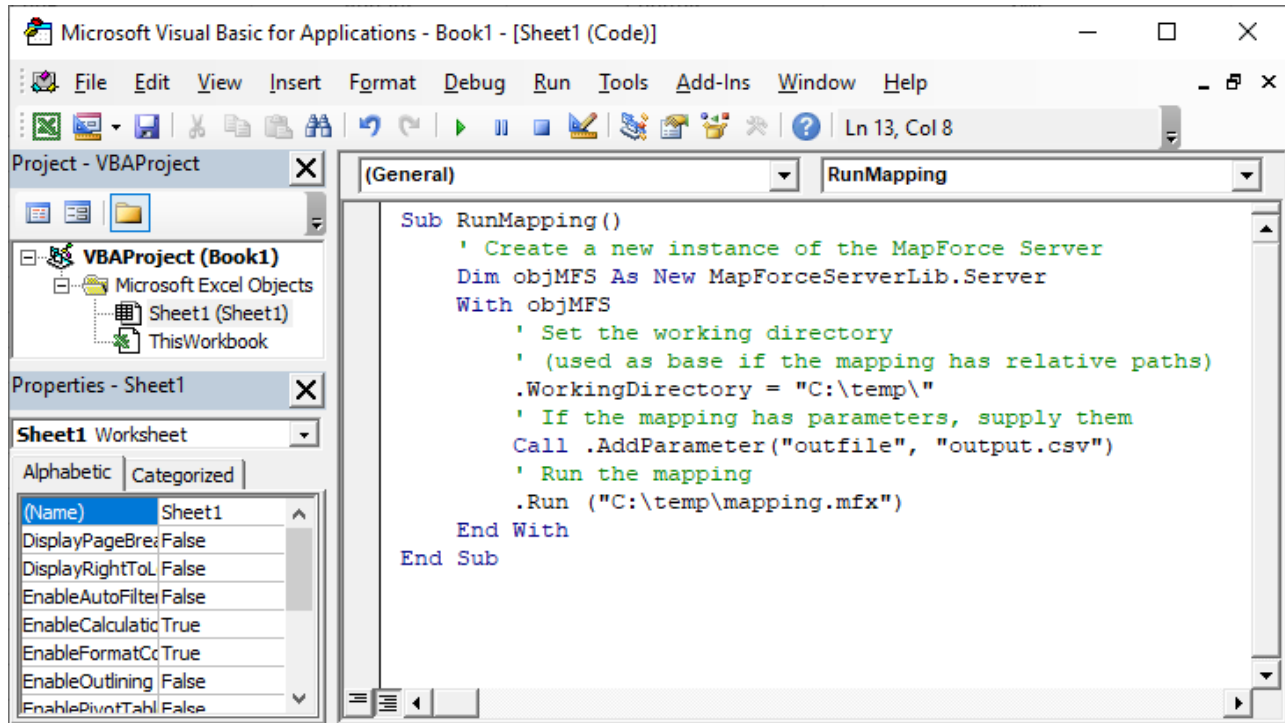 Microsoft Visual Basic for Applications - Book1 - [Sheet1 (Code)]
File Edit View Insert Format Debug Run Tools Add-Ins Window Help
Ln 13, Col 8
Project - VBAProject
VBAProject (Book1)
Microsoft Excel Objects
Sheet1 (Sheet1)
ThisWorkbook
Properties - Sheet1
Sheet1 Worksheet
Alphabetic Categorized
(Name) Sheet1
DisplayPageBrea False
DisplayRightToL False
EnableAutoFilter False
EnableCalculatio True
EnableFormatCo True
EnableOutlining False
EnablePivotTabl False
(General) RunMapping
Sub RunMapping()
' Create a new instance of the MapForce Server
Dim objMFS As New MapForceServerLib.Server
With objMFS
' Set the working directory
' (used as base if the mapping has relative paths)
.WorkingDirectory = "C:\temp\"
' If the mapping has parameters, supply them
Call .AddParameter("outfile", "output.csv")
' Run the mapping
.Run ("C:\temp\mapping.mfx")
End With
End Sub